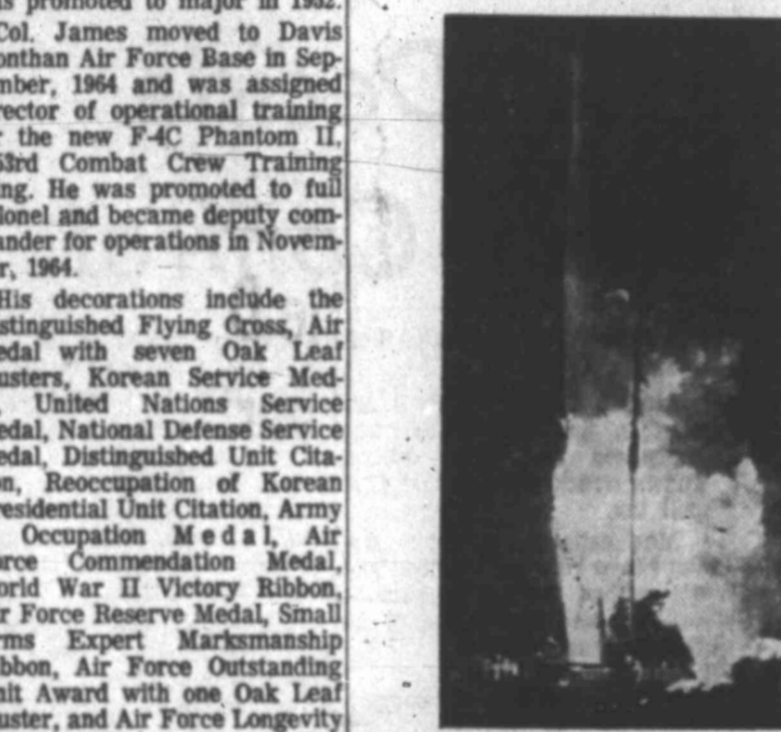 s promoted to major in 1952.
Col. James moved to Davis
onthan Air Force Base in Sep-
mber, 1964 and was assigned
rector of operational training
r the new F-4C Phantom II.
53rd Combat Crew Training
ng. He was promoted to full
lonel and became deputy com-
ander for operations in Novem-
r, 1964.
His decorations include the
stinguished Flying Cross, Air
edal with seven Oak Leaf
usters, Korean Service Med-
, United Nations Service
edal, National Defense Service
edal, Distinguished Unit Cita-
on, Reoccupation of Korean
residential Unit Citation, Army
Occupation Medal, Air
orce Commendation Medal,
orld War II Victory Ribbon,
r Force Reserve Medal, Small
rms Expert Marksmanship
ibbon, Air Force Outstanding
nit Award with one Oak Leaf
uster, and Air Force Longevity